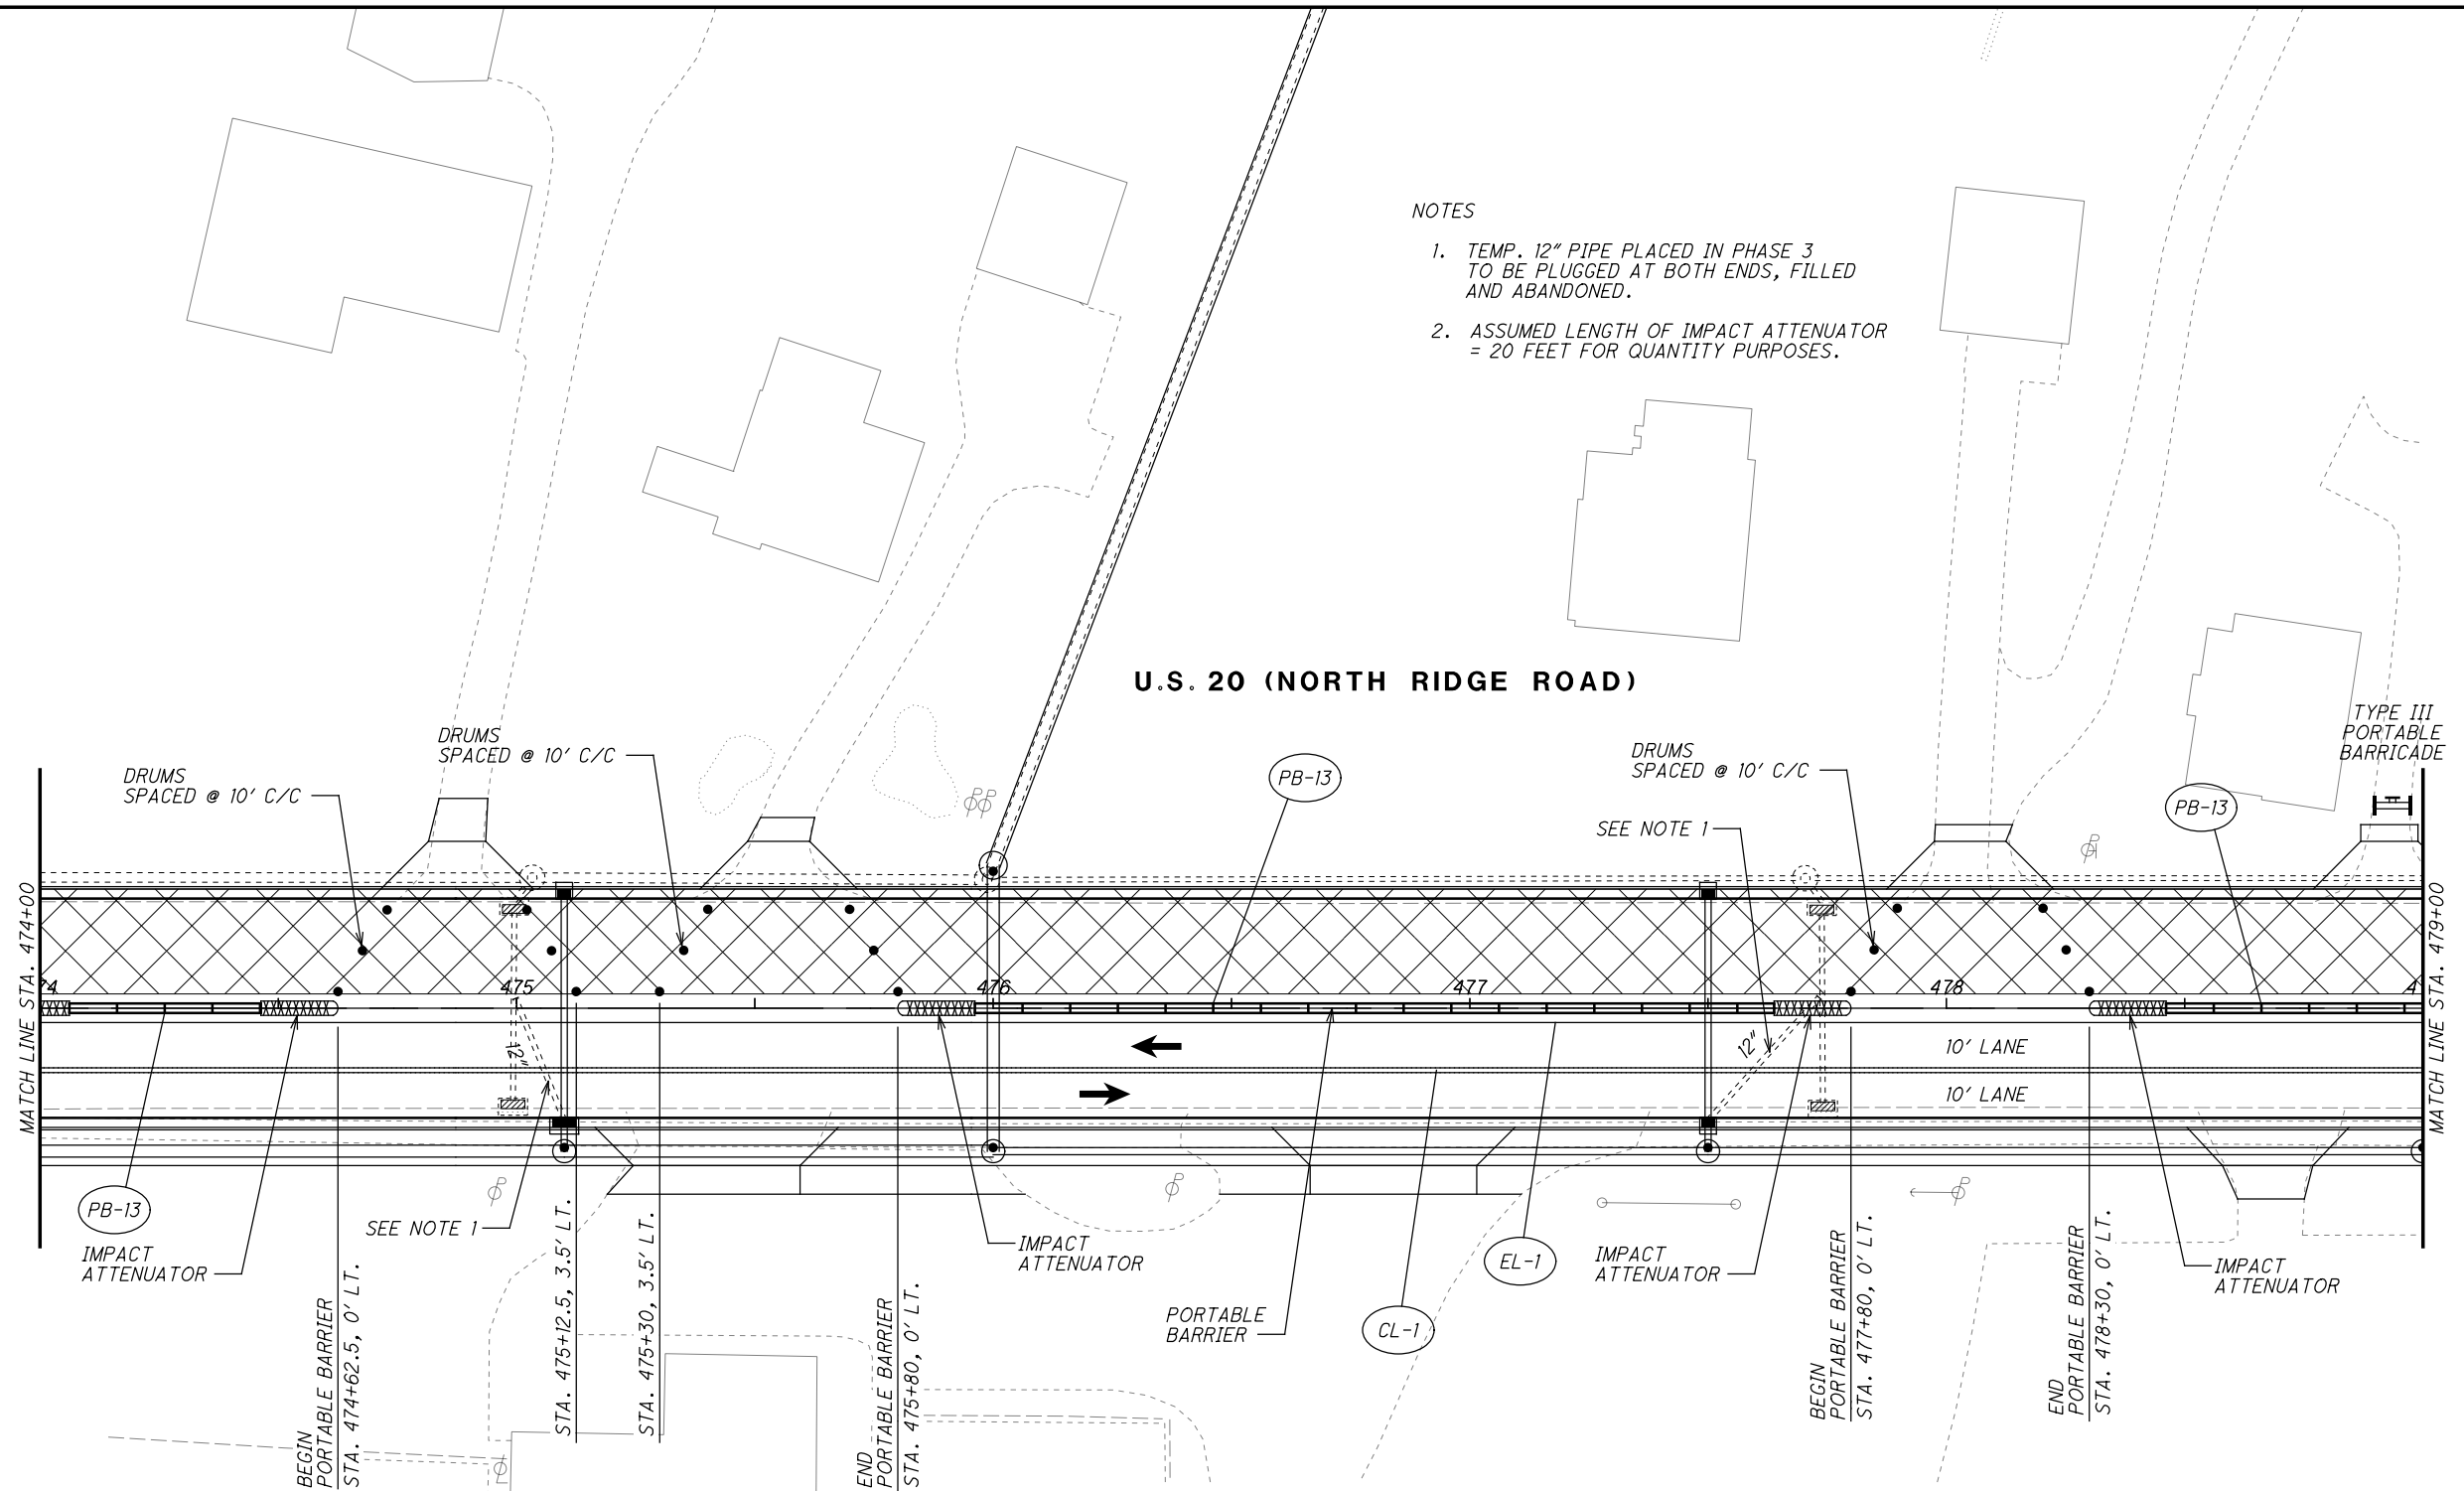 NOTES
1. TEMP. 12" PIPE PLACED IN PHASE 3
TO BE PLUGGED AT BOTH ENDS, FILLED
AND ABANDONED.
2. ASSUMED LENGTH OF IMPACT ATTENUATOR
= 20 FEET FOR QUANTITY PURPOSES.
U.S. 20 (NORTH RIDGE ROAD)
TYPE III
PORTABLE
BARRICADE
DRUMS
SPACED @ 10' C/C
DRUMS
SPACED @ 10' C/C
DRUMS
SPACED @ 10' C/C
PB-13
PB-13
SEE NOTE 1
P
P
P
MATCH LINE STA. 474+00
MATCH LINE STA. 479+00
74
475
476
477
478
4
12"
12"
10' LANE
10' LANE
PB-13
IMPACT
ATTENUATOR
SEE NOTE 1
P
P
P
IMPACT
ATTENUATOR
PORTABLE
BARRIER
CL-1
EL-1
IMPACT
ATTENUATOR
IMPACT
ATTENUATOR
BEGIN
PORTABLE BARRIER
STA. 474+62.5, 0' LT.
STA. 475+12.5, 3.5' LT.
STA. 475+30, 3.5' LT.
END
PORTABLE BARRIER
STA. 475+80, 0' LT.
BEGIN
PORTABLE BARRIER
STA. 477+80, 0' LT.
END
PORTABLE BARRIER
STA. 478+30, 0' LT.